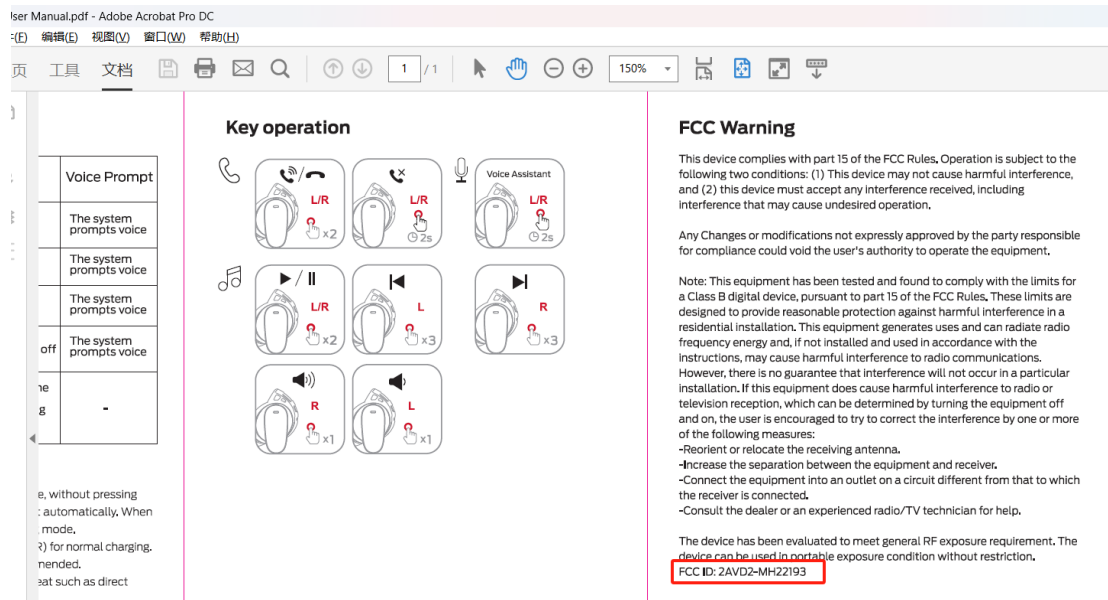 User Manual.pdf - Adobe Acrobat Pro DC
(F) 编辑(E) 视图(V) 窗口(W) 帮助(H)
页 工具 文档 1 / 1 150%
Voice Prompt
The system
prompts voice
The system
prompts voice
The system
prompts voice
off
The system
prompts voice
-
e, without pressing
automatically. When
mode.
R) for normal charging.
mended.
eat such as direct
Key operation
L/R
x2
L/R
2s
Voice Assistant
L/R
2s
L/R
x2
L
x3
R
x3
R
x1
L
x1
FCC Warning
This device complies with part 15 of the FCC Rules. Operation is subject to the
following two conditions: (1) This device may not cause harmful interference,
and (2) this device must accept any interference received, including
interference that may cause undesired operation.
Any Changes or modifications not expressly approved by the party responsible
for compliance could void the user's authority to operate the equipment.
Note: This equipment has been tested and found to comply with the limits for
a Class B digital device, pursuant to part 15 of the FCC Rules. These limits are
designed to provide reasonable protection against harmful interference in a
residential installation. This equipment generates uses and can radiate radio
frequency energy and, if not installed and used in accordance with the
instructions, may cause harmful interference to radio communications.
However, there is no guarantee that interference will not occur in a particular
installation. If this equipment does cause harmful interference to radio or
television reception, which can be determined by turning the equipment off
and on, the user is encouraged to try to correct the interference by one or more
of the following measures:
-Reorient or relocate the receiving antenna.
-Increase the separation between the equipment and receiver.
-Connect the equipment into an outlet on a circuit different from that to which
the receiver is connected.
-Consult the dealer or an experienced radio/TV technician for help.
The device has been evaluated to meet general RF exposure requirement. The
device can be used in portable exposure condition without restriction.
FCC ID: 2AVD2-MH22193